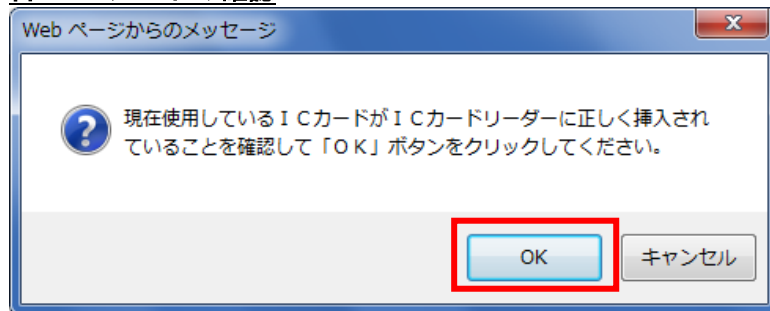 Web ページからのメッセージ
現在使用しているＩＣカードがＩＣカードリーダーに正しく挿入され
ていることを確認して「ＯＫ」ボタンをクリックしてください。
OK
キャンセル